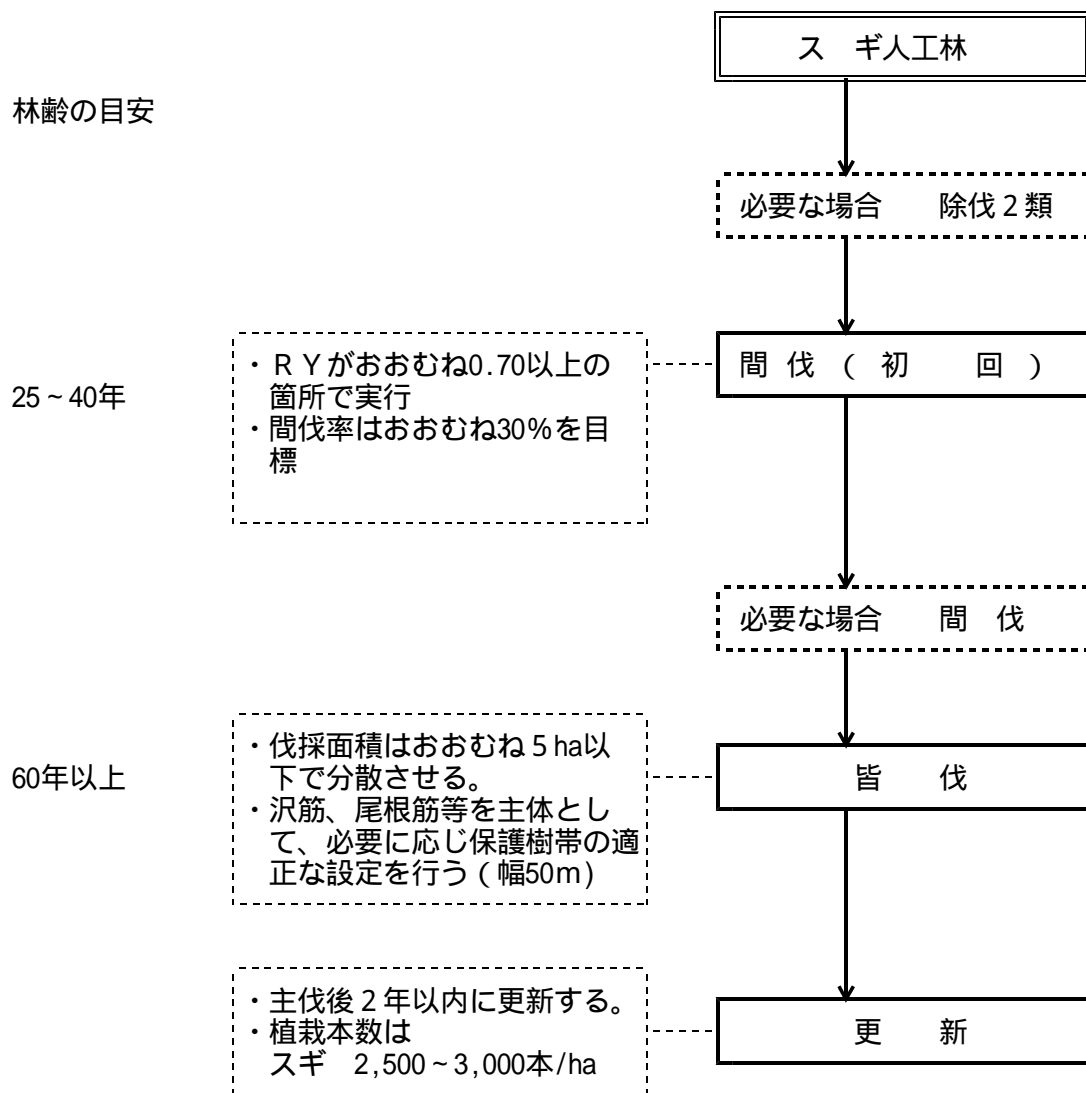 ス ギ人工林
林齢の目安
必要な場合 除伐2類
・RYがおおむね0.70以上の
箇所で実行
・間伐率はおおむね30%を目
標
間 伐 ( 初 回 )
25~40年
必要な場合 間 伐
・伐採面積はおおむね5ha以
下で分散させる。
・沢筋、尾根筋等を主体とし
て、必要に応じ保護樹帯の適
正な設定を行う(幅50m)
皆 伐
60年以上
・主伐後2年以内に更新する。
・植栽本数は
スギ 2,500~3,000本/ha
更 新